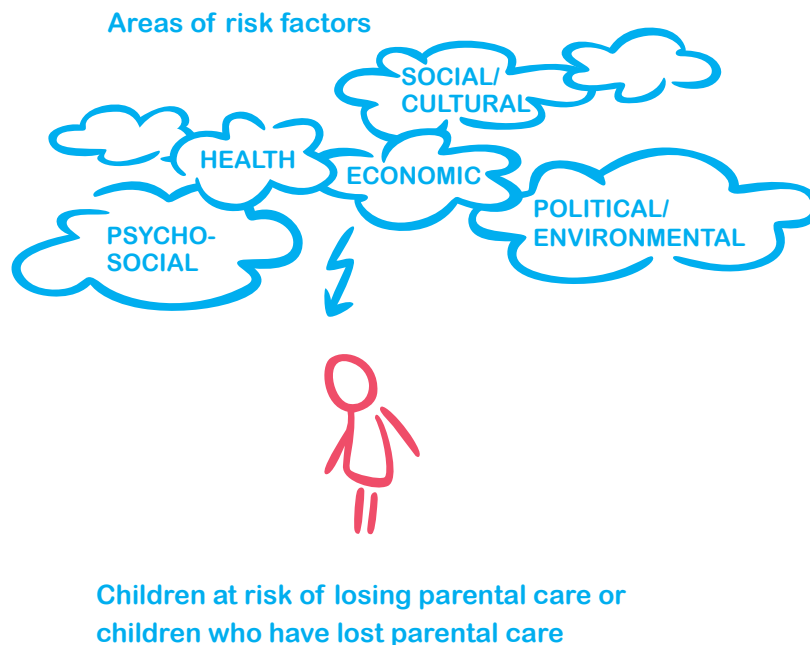 Areas of risk factors
SOCIAL/
CULTURAL
HEALTH
ECONOMIC
PSYCHO-
SOCIAL
POLITICAL/
ENVIRONMENTAL
Children at risk of losing parental care or
children who have lost parental care